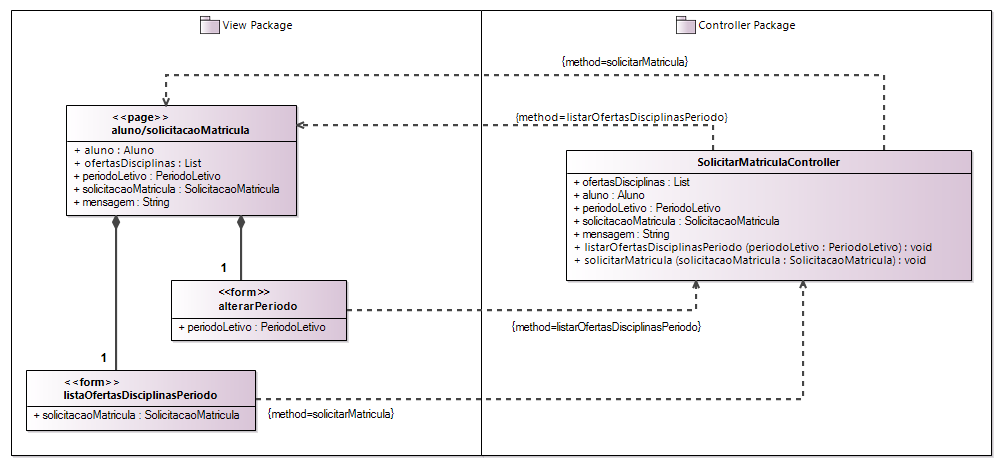 View Package
Controller Package
{method=solicitarMatricula}
{method=listarOfertasDisciplinasPeriodo}
<<page>>
aluno/solicitacaoMatricula
+ aluno : Aluno
+ ofertasDisciplinas : List
+ periodoLetivo : PeriodoLetivo
+ solicitacaoMatricula : SolicitacaoMatricula
+ mensagem : String
SolicitarMatriculaController
+ ofertasDisciplinas : List
+ aluno : Aluno
+ periodoLetivo : PeriodoLetivo
+ solicitacaoMatricula : SolicitacaoMatricula
+ mensagem : String
+ listarOfertasDisciplinasPeriodo (periodoLetivo : PeriodoLetivo) : void
+ solicitarMatricula (solicitacaoMatricula : SolicitacaoMatricula) : void
1
<<form>>
alterarPeriodo
+ periodoLetivo : PeriodoLetivo
{method=listarOfertasDisciplinasPeriodo}
1
<<form>>
listaOfertasDisciplinasPeriodo
+ solicitacaoMatricula : SolicitacaoMatricula
{method=solicitarMatricula}